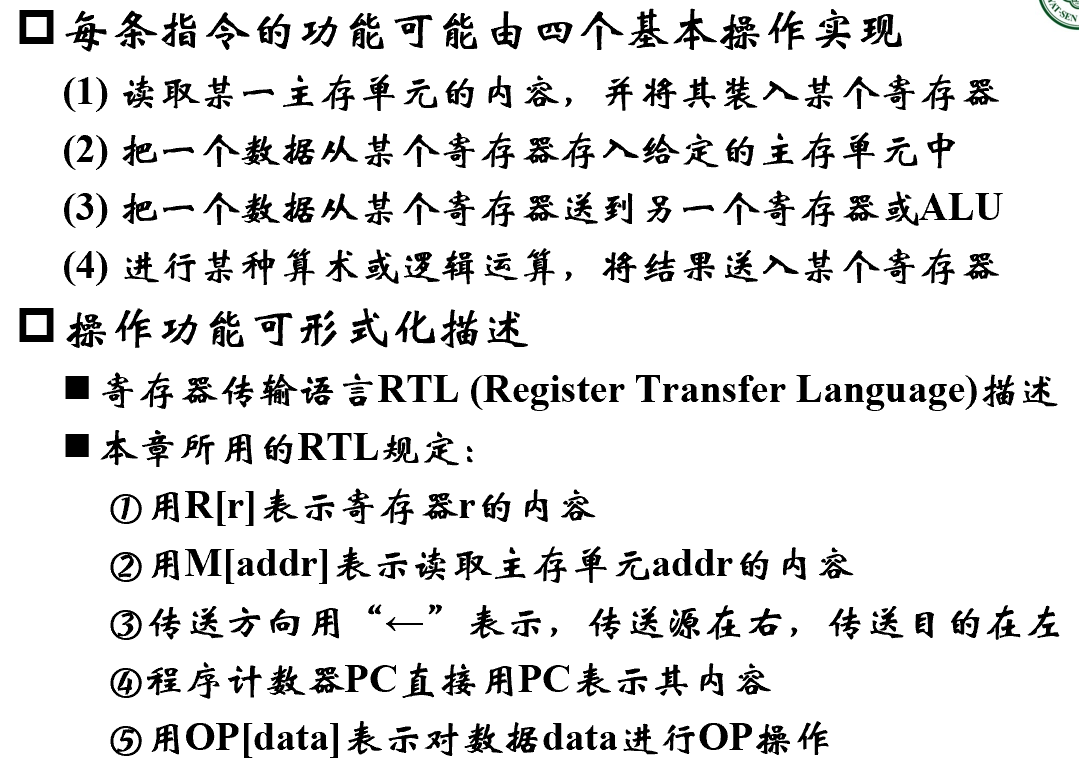 每条指令的功能可能由四个基本操作实现
(1) 读取某一主存单元的内容，并将其装入某个寄存器
(2) 把一个数据从某个寄存器存入给定的主存单元中
(3) 把一个数据从某个寄存器送到另一个寄存器或ALU
(4) 进行某种算术或逻辑运算，将结果送入某个寄存器
操作功能可形式化描述
寄存器传输语言RTL (Register Transfer Language)描述
本章所用的RTL规定：
①用R[r]表示寄存器r的内容
②用M[addr]表示读取主存单元addr的内容
③传送方向用“←”表示，传送源在右，传送目的在左
④程序计数器PC直接用PC表示其内容
⑤用OP[data]表示对数据data进行OP操作